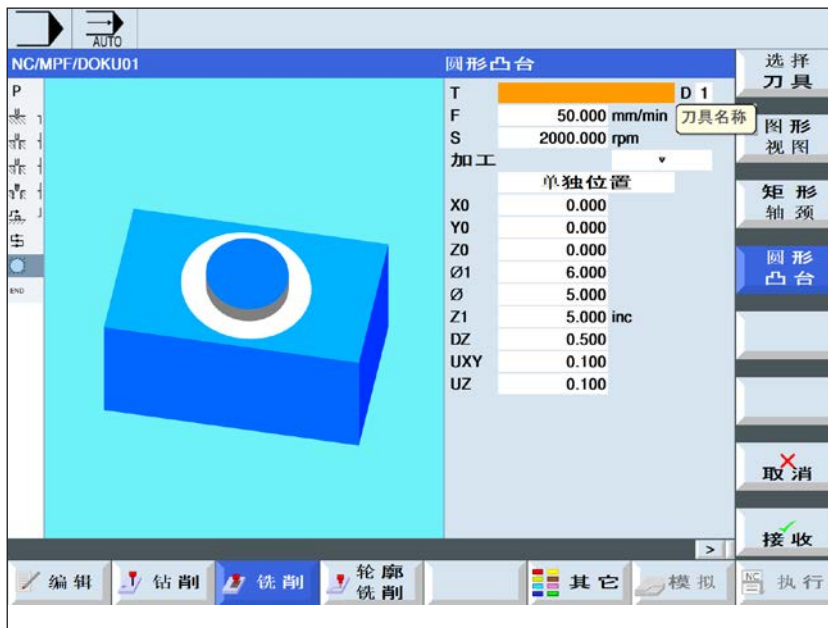 AUTO
NC/MPF/DOKU01
圆形凸台
P
END
T D 1
F 50.000 mm/min
刀具名称
S 2000.000 rpm
加工
单独位置
X0 0.000
Y0 0.000
Z0 0.000
Ø1 6.000
Ø 5.000
Z1 5.000 inc
DZ 0.500
UXY 0.100
UZ 0.100
选择
刀具
图形
视图
矩形
轴颈
圆形
凸台
取消
接收
>
编辑
钻削
铣削
轮廓
铣削
其它
模拟
NC
执行